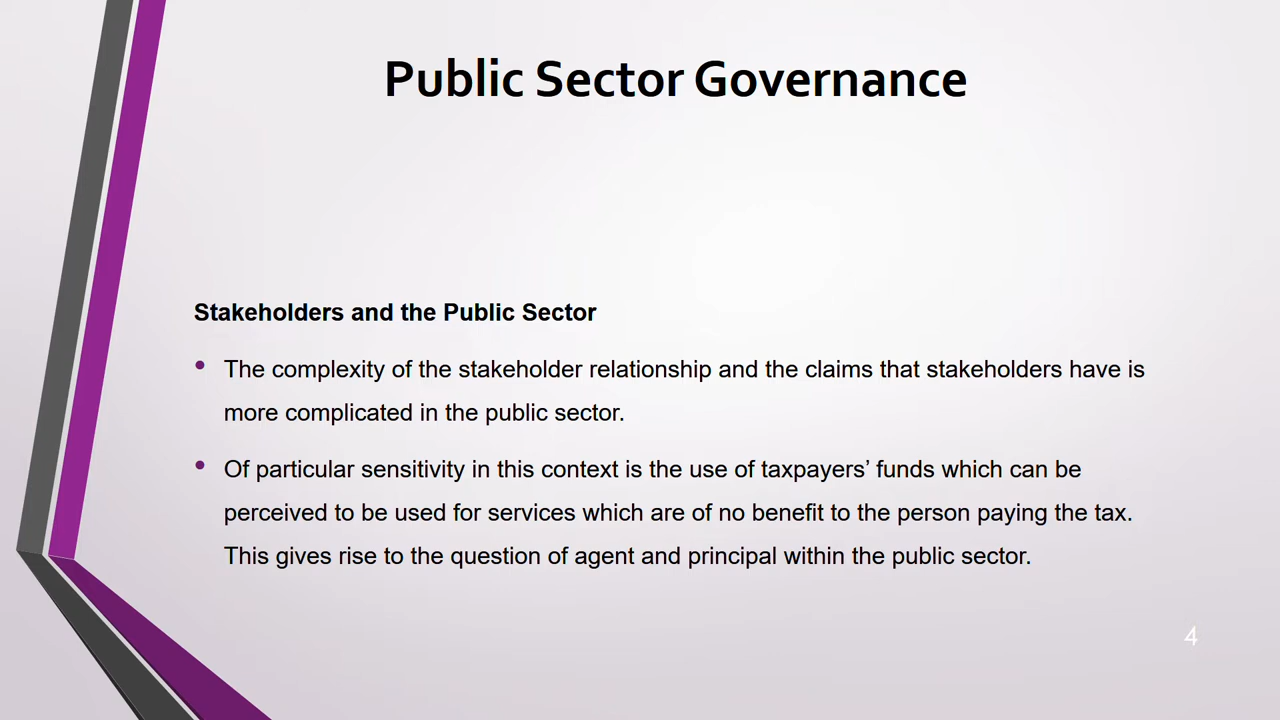 Public Sector Governance
Stakeholders and the Public Sector
• The complexity of the stakeholder relationship and the claims that stakeholders have is
more complicated in the public sector.
• Of particular sensitivity in this context is the use of taxpayers’ funds which can be
perceived to be used for services which are of no benefit to the person paying the tax.
This gives rise to the question of agent and principal within the public sector.
4